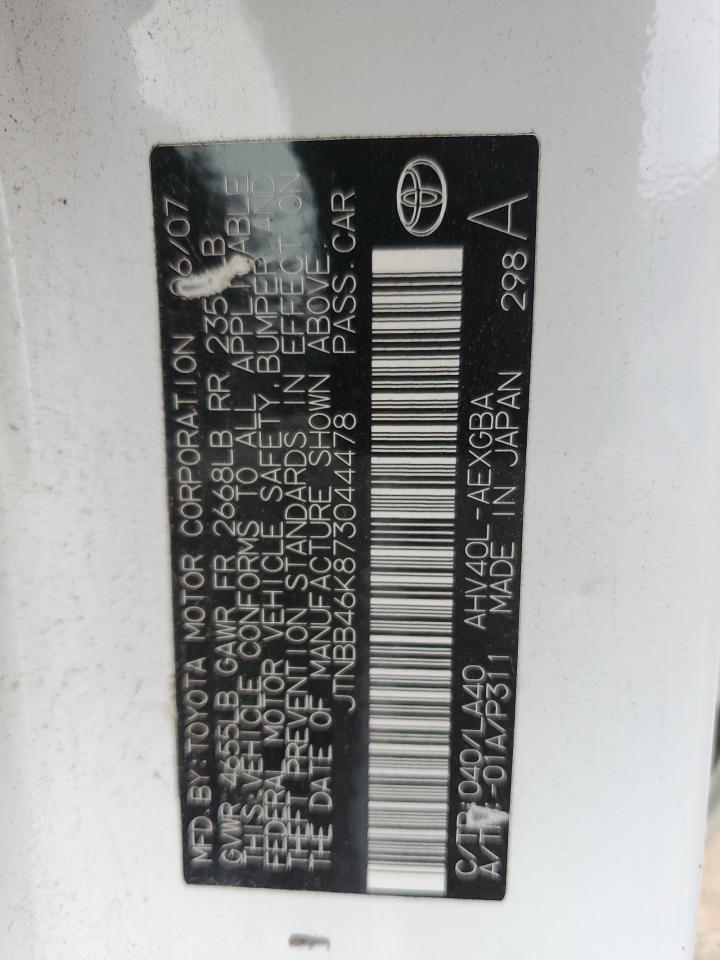 MFD.BY:TOYOTA MOTOR CORPORATION 06/07
GVWR 4655LB GAWR FR 2668LB RR
THIS VEHICLE CONFORMS TO ALL APPLICABLE
FEDERAL MOTOR VEHICLE SAFETY,BUMPER,AND
THEFT PREVENTION STANDARDS IN EFFECT ON
THE DATE OF MANUFACTURE SHOWN ABOVE.
JTNBB46K873044478 PASS.CAR
C/TR:040/LA40 AHV40L-AEXGBA
-01A/P311 MADE IN JAPAN
298 A